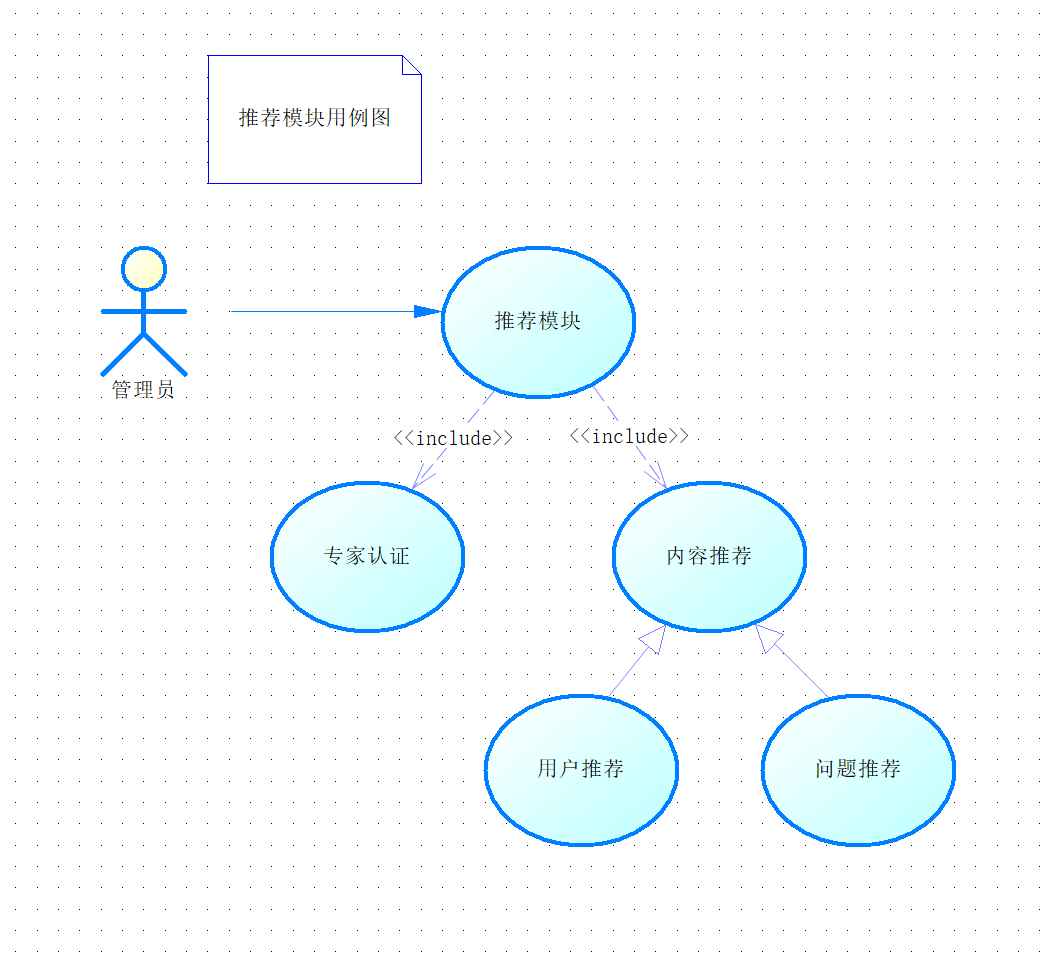 推荐模块用例图
推荐模块
管理员
<<include>>
<<include>>
专家认证
内容推荐
用户推荐
问题推荐